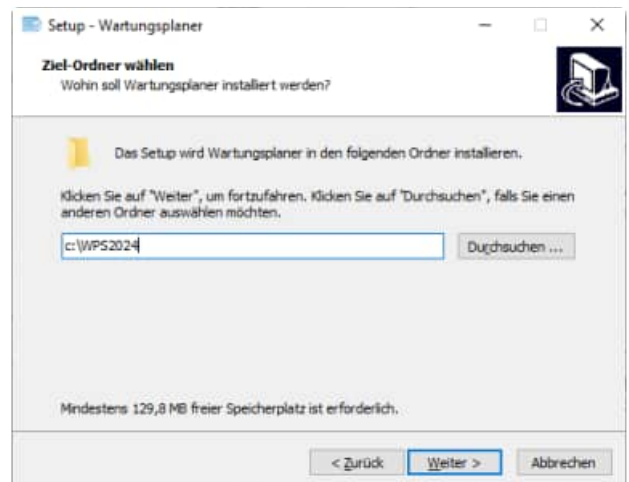 Setup - Wartungsplaner
Ziel-Ordner wählen
Wohin soll Wartungsplaner installiert werden?
Das Setup wird Wartungsplaner in den folgenden Ordner installieren.
Klicken Sie auf "Weiter", um fortzufahren. Klicken Sie auf "Durchsuchen", falls Sie einen
anderen Ordner auswählen möchten.
c:\WPS2024
Durchsuchen ...
Mindestens 129,8 MB freier Speicherplatz ist erforderlich.
< Zurück Weiter > Abbrechen